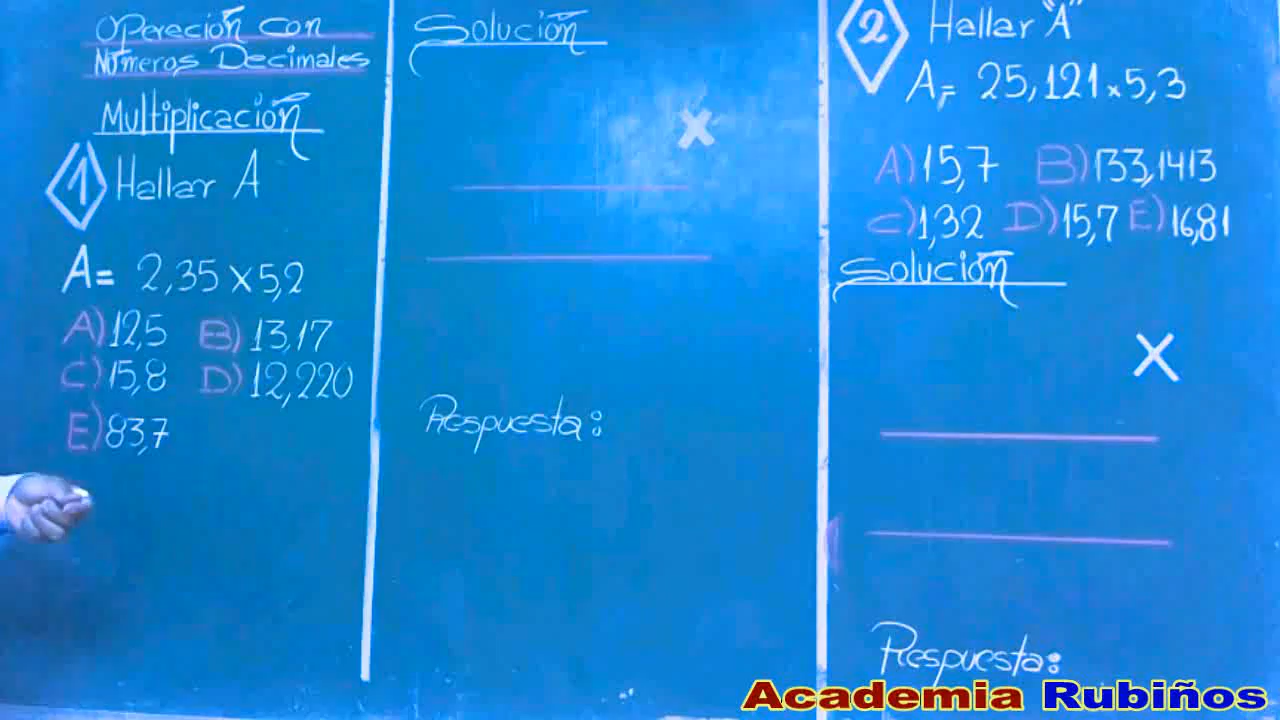 Operación con
Números Decimales
Multiplicación
1 Hallar A
A= 2,35 x 5,2
A) 12,5 B) 13,17
C) 15,8 D) 12,220
E) 83,7
Solución
x
Respuesta:
2 Hallar "A"
A= 25,121 x 5,3
A) 15,7 B) 133,1413
C) 1,32 D) 15,7 E) 16,81
Solución
X
Respuesta:
Academia Rubiños